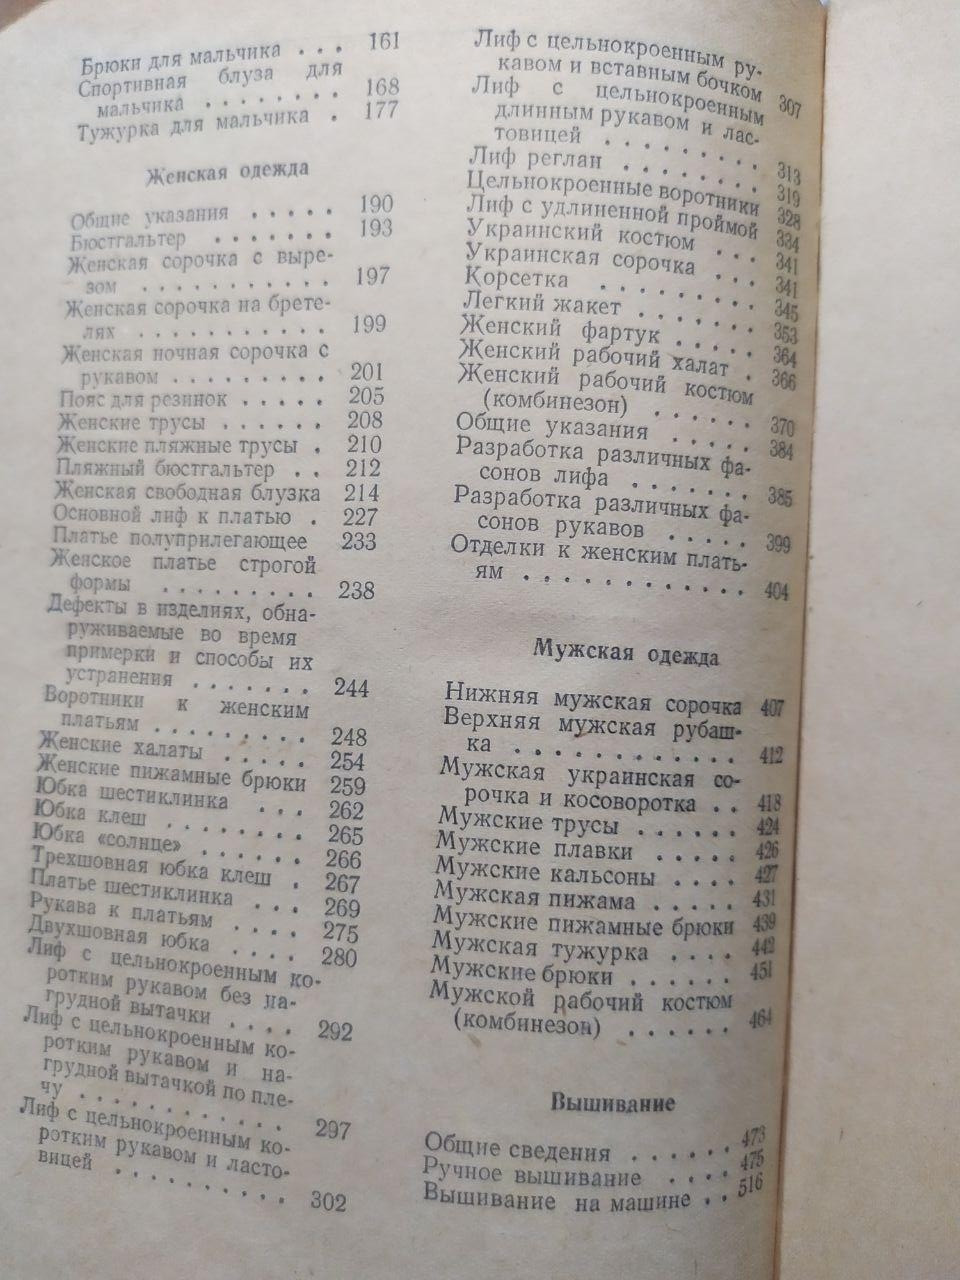 Брюки для мальчика . . . 161
Спортивная блуза для
мальчика . . . . . . . . 168
Тужурка для мальчика . 177
Женская одежда
Общие указания . . . . . 190
Бюстгальтер . . . . . . . 193
Женская сорочка с выре-
зом . . . . . . . . . . . 197
Женская сорочка на брете-
лях . . . . . . . . . . . 199
Женская ночная сорочка с
рукавом . . . . . . . . . 201
Пояс для резинок . . . . . 205
Женские трусы . . . . . . 208
Женские пляжные трусы . 210
Пляжный бюстгальтер . . 212
Женская свободная блузка 214
Основной лиф к платью . 227
Платье полуприлегающее 233
Женское платье строгой
формы . . . . . . . . . 238
Дефекты в изделиях, обна-
руживаемые во время
примерки и способы их
устранения . . . . . . . 244
Воротники к женским
платьям . . . . . . . . . 248
Женские халаты . . . . . 254
Женские пижамные брюки 259
Юбка шестиклинка . . . 262
Юбка клеш . . . . . . . . 265
Юбка «солнце» . . . . . . 266
Трехшовная юбка клеш . 267
Платье шестиклинка . . . 269
Рукава к платьям . . . . 275
Двухшовная юбка . . . . 280
Лиф с цельнокроенным ко-
ротким рукавом без на-
грудной вытачки . . . . 292
Лиф с цельнокроенным ко-
ротким рукавом и на-
грудной вытачкой по пле-
чу . . . . . . . . . . . 297
Лиф с цельнокроенным ко-
ротким рукавом и ласто-
вицей . . . . . . . . . . 302
Лиф с цельнокроенным ру-
кавом и вставным бочком 307
Лиф с цельнокроенным
длинным рукавом и лас-
товицей . . . . . . . . . 313
Лиф реглан . . . . . . . . 319
Цельнокроенные воротники 328
Лиф с удлиненной проймой 334
Украинский костюм . . . 341
Украинская сорочка . . . 341
Корсетка . . . . . . . . . 345
Легкий жакет . . . . . . . 353
Женский фартук . . . . . 364
Женский рабочий халат . 366
Женский рабочий костюм
(комбинезон) . . . . . . 370
Общие указания . . . . . 384
Разработка различных фа-
сонов лифа . . . . . . . 385
Разработка различных фа-
сонов рукавов . . . . . 399
Отделки к женским плать-
ям . . . . . . . . . . . . 404
Мужская одежда
Нижняя мужская сорочка 407
Верхняя мужская рубаш-
ка . . . . . . . . . . . . 412
Мужская украинская со-
рочка и косоворотка . . 418
Мужские трусы . . . . . . 424
Мужские плавки . . . . . 426
Мужские кальсоны . . . . 427
Мужская пижама . . . . . 431
Мужские пижамные брюки 439
Мужская тужурка . . . . 442
Мужские брюки . . . . . . 451
Мужской рабочий костюм
(комбинезон) . . . . . . 464
Вышивание
Общие сведения . . . . . . 473
Ручное вышивание . . . . 475
Вышивание на машине . . 516